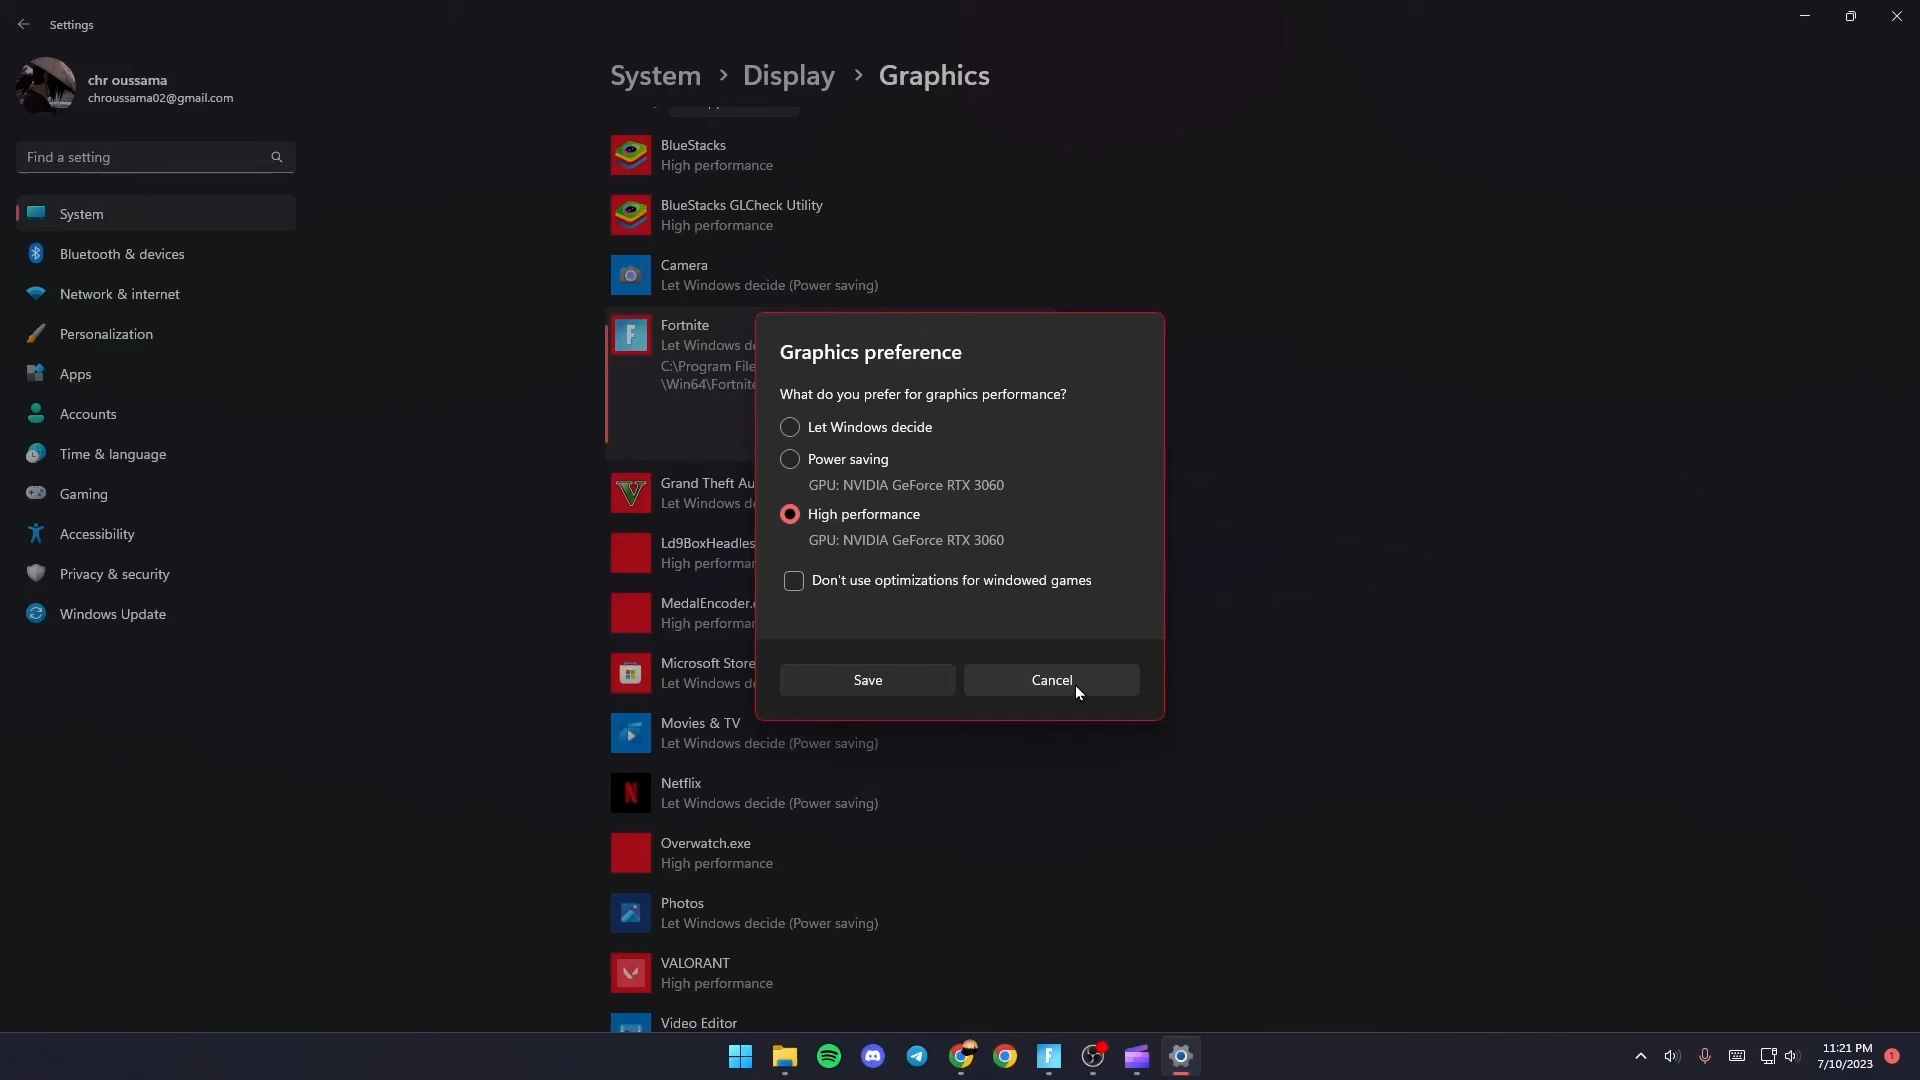 Settings
chr oussama
chroussama02@gmail.com
Find a setting
System
Bluetooth & devices
Network & internet
Personalization
Apps
Accounts
Time & language
Gaming
Accessibility
Privacy & security
Windows Update
System > Display > Graphics
BlueStacks
High performance
BlueStacks GLCheck Utility
High performance
Camera
Let Windows decide (Power saving)
Fortnite
Let Windows de
C:\Program File
\Win64\Fortnite
Grand Theft Au
Let Windows de
Ld9BoxHeadles
High performan
MedalEncoder.
High performan
Microsoft Store
Let Windows de
Movies & TV
Let Windows decide (Power saving)
Netflix
Let Windows decide (Power saving)
Overwatch.exe
High performance
Photos
Let Windows decide (Power saving)
VALORANT
High performance
Video Editor
Graphics preference
What do you prefer for graphics performance?
Let Windows decide
Power saving
GPU: NVIDIA GeForce RTX 3060
High performance
GPU: NVIDIA GeForce RTX 3060
Don't use optimizations for windowed games
Save
Cancel
11:21 PM
7/10/2023
1